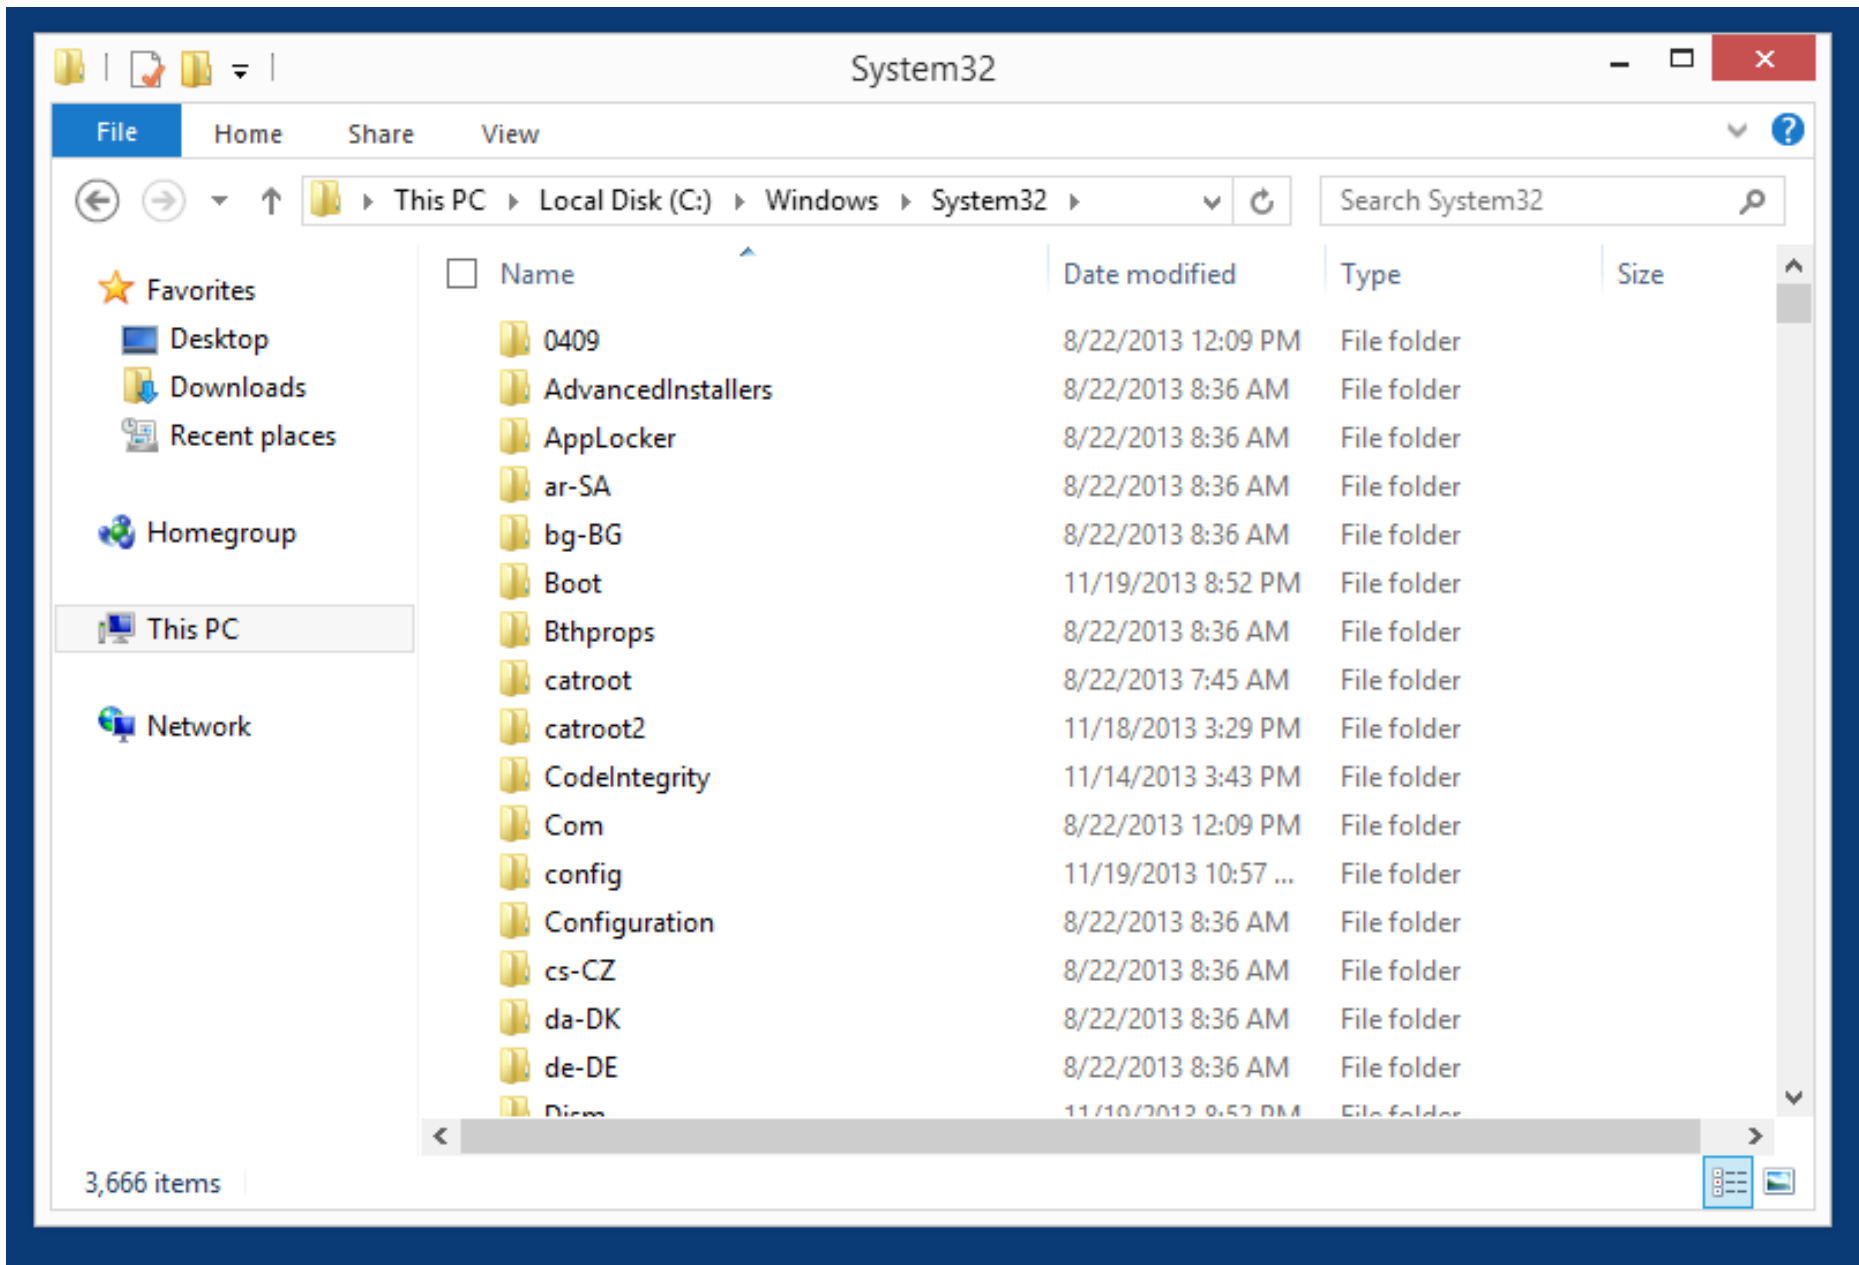 System32
File Home Share View
This PC Local Disk (C:) Windows System32 Search System32
Favorites
Desktop
Downloads
Recent places
Homegroup
This PC
Network
Name Date modified Type Size
0409 8/22/2013 12:09 PM File folder
AdvancedInstallers 8/22/2013 8:36 AM File folder
AppLocker 8/22/2013 8:36 AM File folder
ar-SA 8/22/2013 8:36 AM File folder
bg-BG 8/22/2013 8:36 AM File folder
Boot 11/19/2013 8:52 PM File folder
Bthprops 8/22/2013 8:36 AM File folder
catroot 8/22/2013 7:45 AM File folder
catroot2 11/18/2013 3:29 PM File folder
CodeIntegrity 11/14/2013 3:43 PM File folder
Com 8/22/2013 12:09 PM File folder
config 11/19/2013 10:57 ... File folder
Configuration 8/22/2013 8:36 AM File folder
cs-CZ 8/22/2013 8:36 AM File folder
da-DK 8/22/2013 8:36 AM File folder
de-DE 8/22/2013 8:36 AM File folder
Dism 11/19/2013 8:52 PM File folder
3,666 items